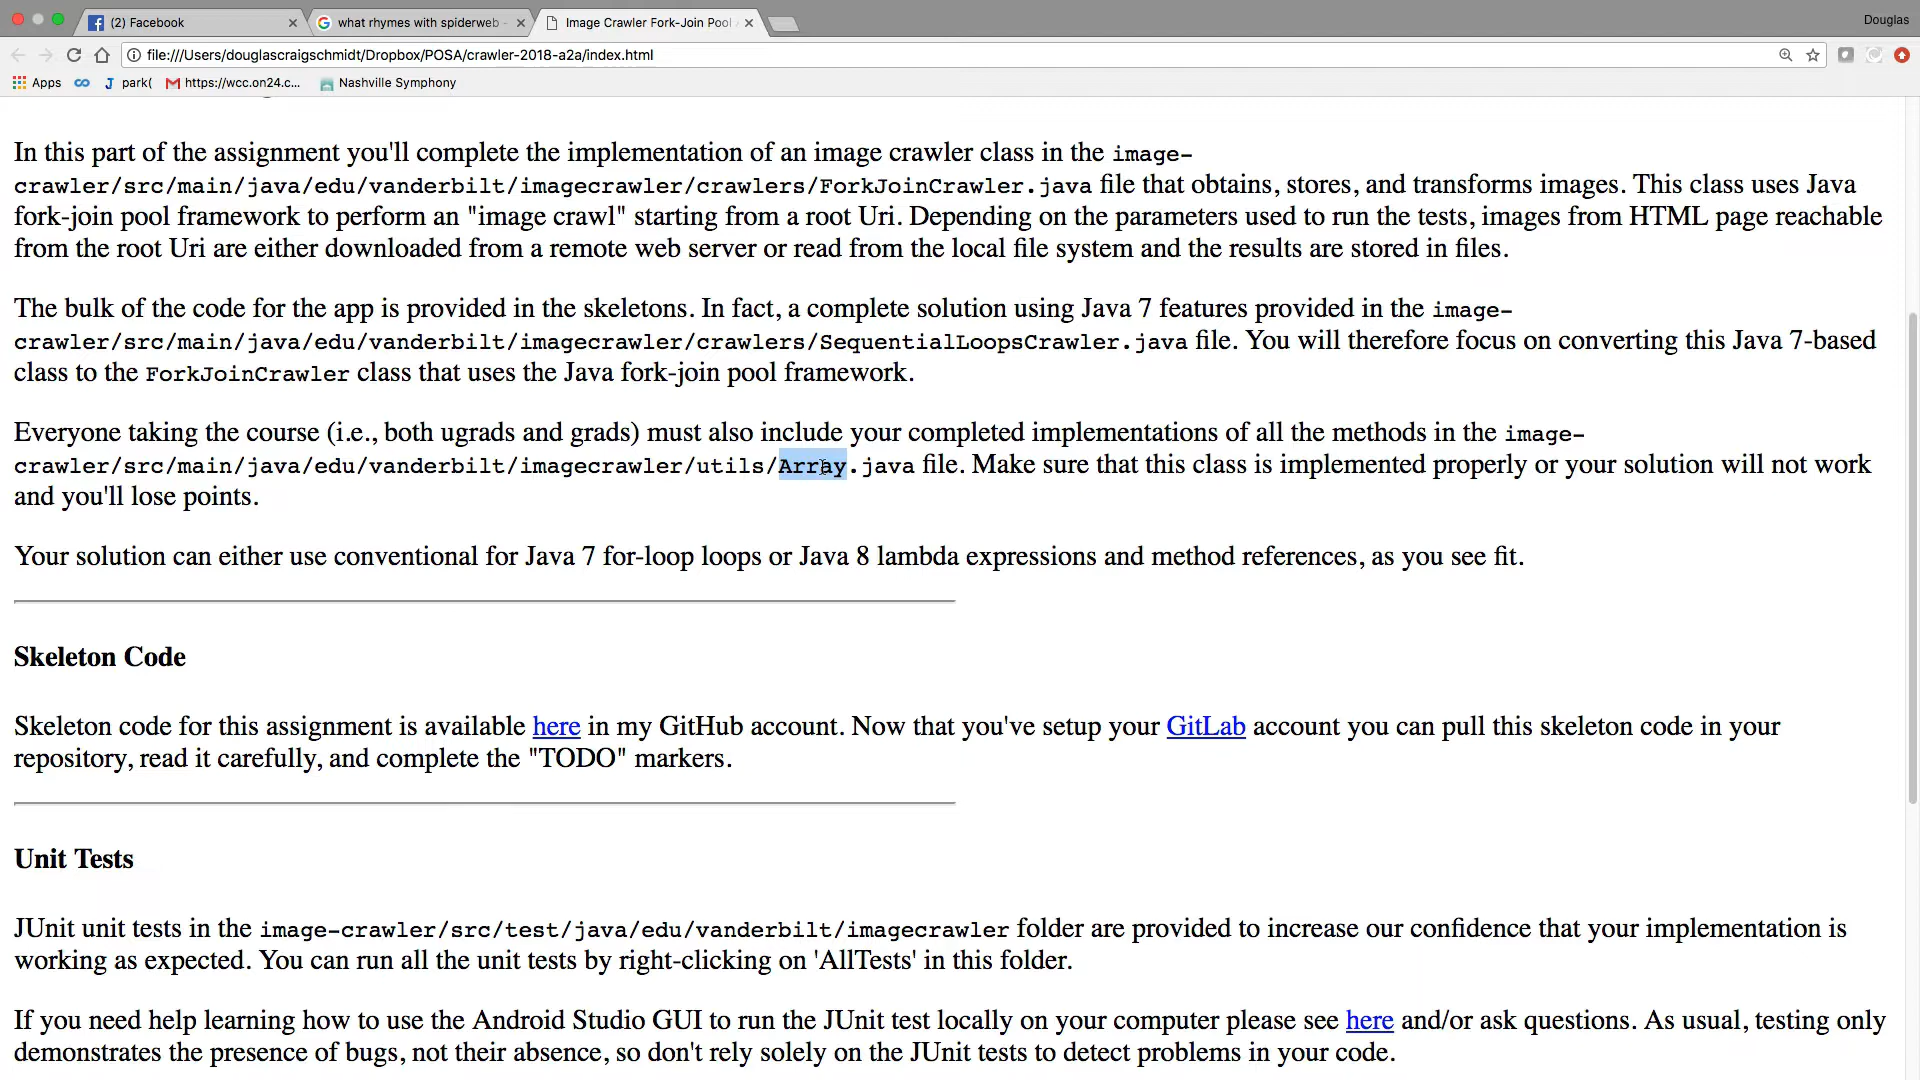 (2) Facebook
what rhymes with spiderweb -
Image Crawler Fork-Join Pool
Douglas
file:///Users/douglascraigschmidt/Dropbox/POSA/crawler-2018-a2a/index.html
Apps
J park(
https://wcc.on24.c...
Nashville Symphony
In this part of the assignment you'll complete the implementation of an image crawler class in the image-
crawler/src/main/java/edu/vanderbilt/imagecrawler/crawlers/ForkJoinCrawler.java file that obtains, stores, and transforms images. This class uses Java
fork-join pool framework to perform an "image crawl" starting from a root Uri. Depending on the parameters used to run the tests, images from HTML page reachable
from the root Uri are either downloaded from a remote web server or read from the local file system and the results are stored in files.
The bulk of the code for the app is provided in the skeletons. In fact, a complete solution using Java 7 features provided in the image-
crawler/src/main/java/edu/vanderbilt/imagecrawler/crawlers/SequentialLoopsCrawler.java file. You will therefore focus on converting this Java 7-based
class to the ForkJoinCrawler class that uses the Java fork-join pool framework.
Everyone taking the course (i.e., both ugrads and grads) must also include your completed implementations of all the methods in the image-
crawler/src/main/java/edu/vanderbilt/imagecrawler/utils/Array.java file. Make sure that this class is implemented properly or your solution will not work
and you'll lose points.
Your solution can either use conventional for Java 7 for-loop loops or Java 8 lambda expressions and method references, as you see fit.
Skeleton Code
Skeleton code for this assignment is available here in my GitHub account. Now that you've setup your GitLab account you can pull this skeleton code in your
repository, read it carefully, and complete the "TODO" markers.
Unit Tests
JUnit unit tests in the image-crawler/src/test/java/edu/vanderbilt/imagecrawler folder are provided to increase our confidence that your implementation is
working as expected. You can run all the unit tests by right-clicking on 'AllTests' in this folder.
If you need help learning how to use the Android Studio GUI to run the JUnit test locally on your computer please see here and/or ask questions. As usual, testing only
demonstrates the presence of bugs, not their absence, so don't rely solely on the JUnit tests to detect problems in your code.